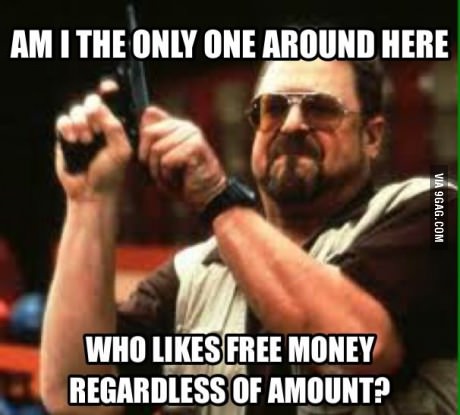 AM I THE ONLY ONE AROUND HERE
VIA 9GAG.COM
WHO LIKES FREE MONEY
REGARDLESS OF AMOUNT?